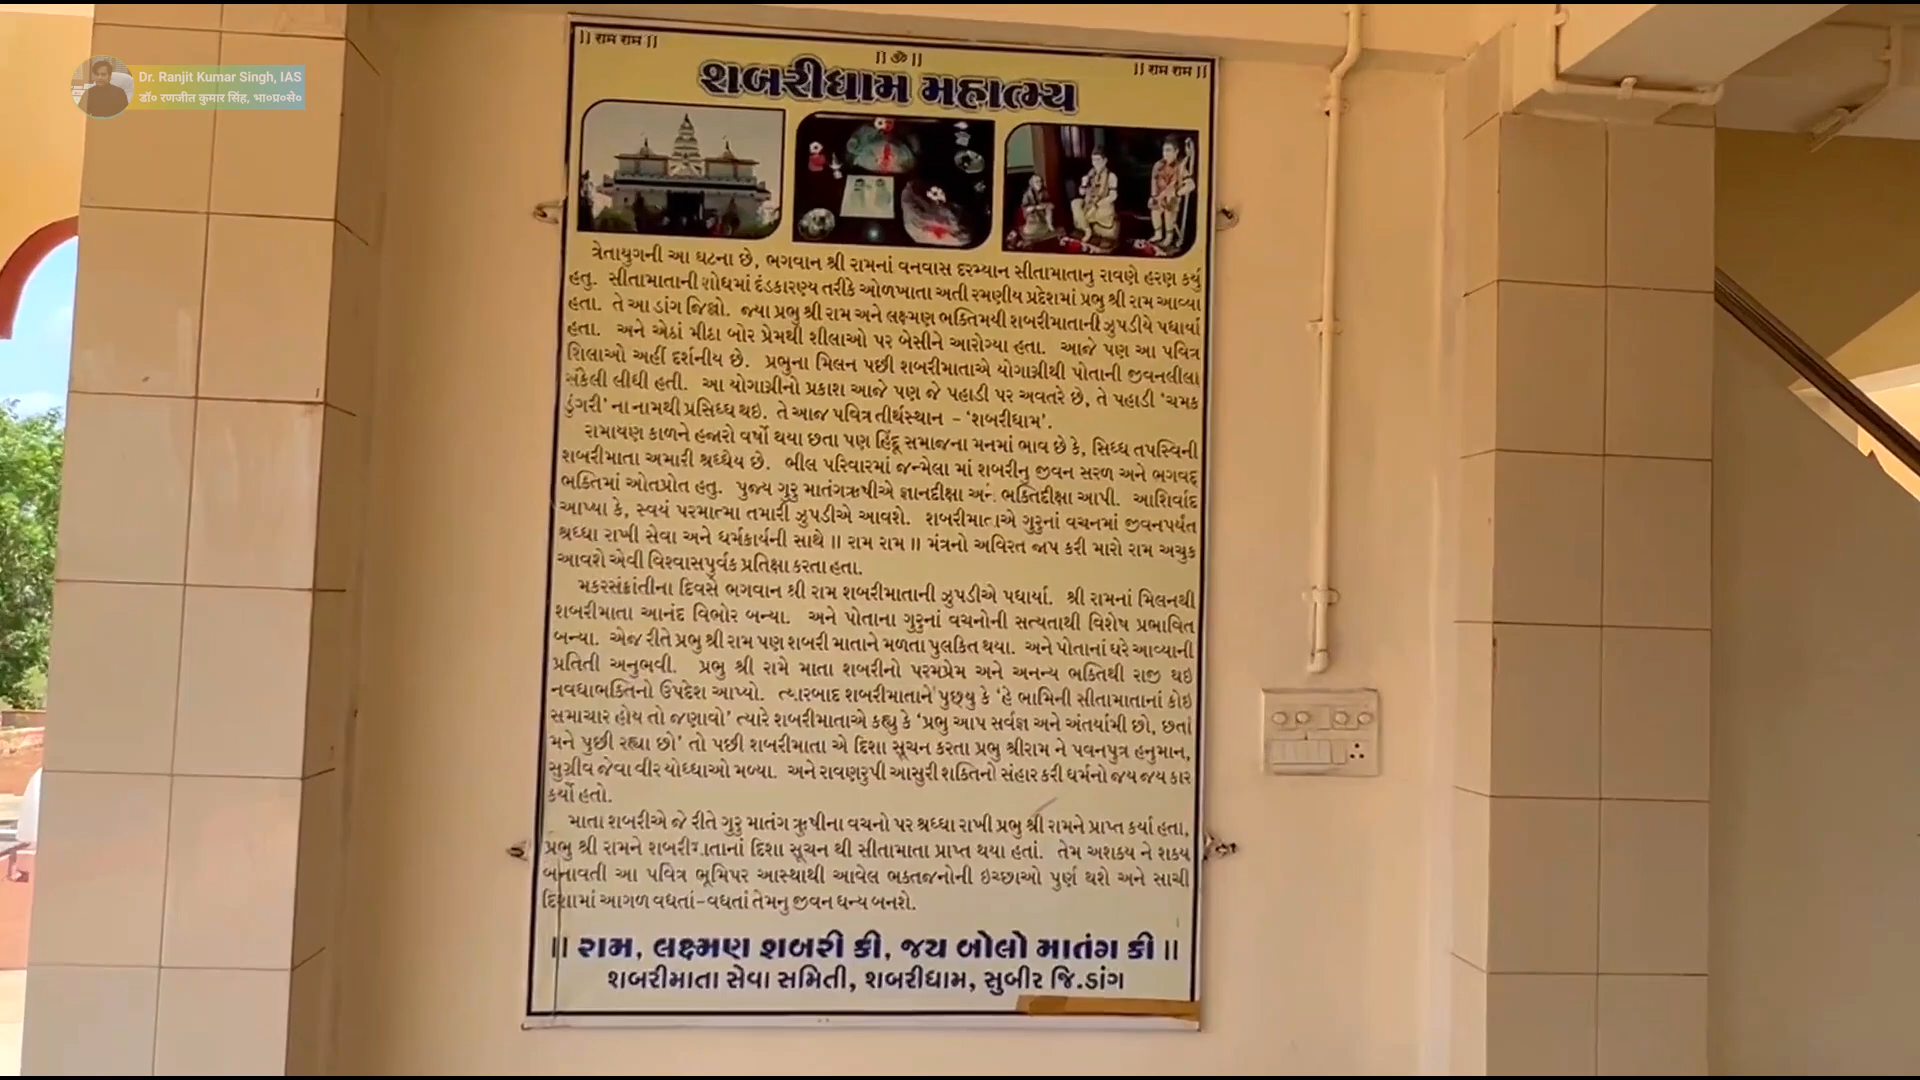 Dr. Ranjit Kumar Singh, IAS
डॉ० रणजीत कुमार सिंह, भा०प्र०से०
|| રામ રામ ||
|| ॐ ||
|| રામ રામ ||
શબરીધામ મહાત્મ્ય
ત્રેતાયુગની આ ઘટના છે, ભગવાન શ્રી રામનાં વનવાસ દરમ્યાન સીતામાતાનુ રાવણે હરણ કર્યુ
હતુ. સીતામાતાની શોધમાં દંડકારણ્ય તરીકે ઓળખાતા અતી રમણીય પ્રદેશમાં પ્રભુ શ્રી રામ આવ્યા
હતા. તે આ ડાંગ જિલ્લો. જ્યા પ્રભુ શ્રી રામ અને લક્ષ્મણ ભક્તિમયી શબરીમાતાની ઝુપડીયે પધાર્યા
હતા. અને એઠાં મીઠા બોર પ્રેમથી શીલાઓ પર બેસીને આરોગ્યા હતા. આજે પણ આ પવિત્ર
શિલાઓ અહીં દર્શનીય છે. પ્રભુના મિલન પછી શબરીમાતાએ યોગાગ્નીથી પોતાની જીવનલીલા
સંકેલી લીધી હતી. આ યોગાગ્નીનો પ્રકાશ આજે પણ જે પહાડી પર અવતરે છે, તે પહાડી ‘ચમક
ડુંગરી’ ના નામથી પ્રસિધ્ધ થઇ. તે આજ પવિત્ર તીર્થસ્થાન – ‘શબરીધામ’.
રામાયણ કાળને હજારો વર્ષો થયા છતા પણ હિંદૂ સમાજના મનમાં ભાવ છે કે, સિધ્ધ તપસ્વિની
શબરીમાતા અમારી શ્રધ્ધેય છે. ભીલ પરિવારમાં જન્મેલા માં શબરીનુ જીવન સરળ અને ભગવદ્
ભક્તિમાં ઓતપ્રોત હતુ. પુજ્ય ગુરુ માતંગઋષીએ જ્ઞાનદીક્ષા અને ભક્તિદીક્ષા આપી. આશિર્વાદ
આપ્યા કે, સ્વયં પરમાત્મા તમારી ઝુપડીએ આવશે. શબરીમાતાએ ગુરુનાં વચનમાં જીવનપર્યંત
શ્રધ્ધા રાખી સેવા અને ધર્મકાર્યની સાથે || રામ રામ || મંત્રનો અવિરત જાપ કરી મારો રામ અચુક
આવશે એવી વિશ્વાસપુર્વક પ્રતિક્ષા કરતા હતા.
મકરસંક્રાંતીના દિવસે ભગવાન શ્રી રામ શબરીમાતાની ઝુપડીએ પધાર્યા. શ્રી રામનાં મિલનથી
શબરીમાતા આનંદ વિભોર બન્યા. અને પોતાના ગુરુનાં વચનોની સત્યતાથી વિશેષ પ્રભાવિત
બન્યા. એજ રીતે પ્રભુ શ્રી રામ પણ શબરી માતાને મળતા પુલકિત થયા. અને પોતાનાં ઘરે આવ્યાની
પ્રતિતી અનુભવી. પ્રભુ શ્રી રામે માતા શબરીનો પરમપ્રેમ અને અનન્ય ભક્તિથી રાજી થઇ
નવધાભક્તિનો ઉપદેશ આપ્યો. ત્યારબાદ શબરીમાતાને પુછ્યુ કે ‘હે ભામિની સીતામાતાનાં કોઇ
સમાચાર હોય તો જણાવો’ ત્યારે શબરીમાતાએ કહ્યુ કે ‘પ્રભુ આપ સર્વજ્ઞ અને અંતર્યામી છો, છતાં
મને પુછી રહ્યા છો’ તો પછી શબરીમાતા એ દિશા સૂચન કરતા પ્રભુ શ્રીરામ ને પવનપુત્ર હનુમાન,
સુગ્રીવ જેવા વીર યોધ્ધાઓ મળ્યા. અને રાવણરુપી આસુરી શક્તિનો સંહાર કરી ધર્મનો જય જય કાર
કર્યો હતો.
માતા શબરીએ જે રીતે ગુરુ માતંગ ઋષીના વચનો પર શ્રધ્ધા રાખી પ્રભુ શ્રી રામને પ્રાપ્ત કર્યા હતા,
પ્રભુ શ્રી રામને શબરીમાતાનાં દિશા સૂચન થી સીતામાતા પ્રાપ્ત થયા હતાં. તેમ અશકય ને શકય
બનાવતી આ પવિત્ર ભૂમિપર આસ્થાથી આવેલ ભક્તજનોની ઇચ્છાઓ પુર્ણ થશે અને સાચી
દિશામાં આગળ વધતાં-વધતાં તેમનુ જીવન ધન્ય બનશે.
|| રામ, લક્ષ્મણ શબરી કી, જય બોલો માતંગ કી ||
શબરીમાતા સેવા સમિતી, શબરીધામ, સુબીર જિ.ડાંગ